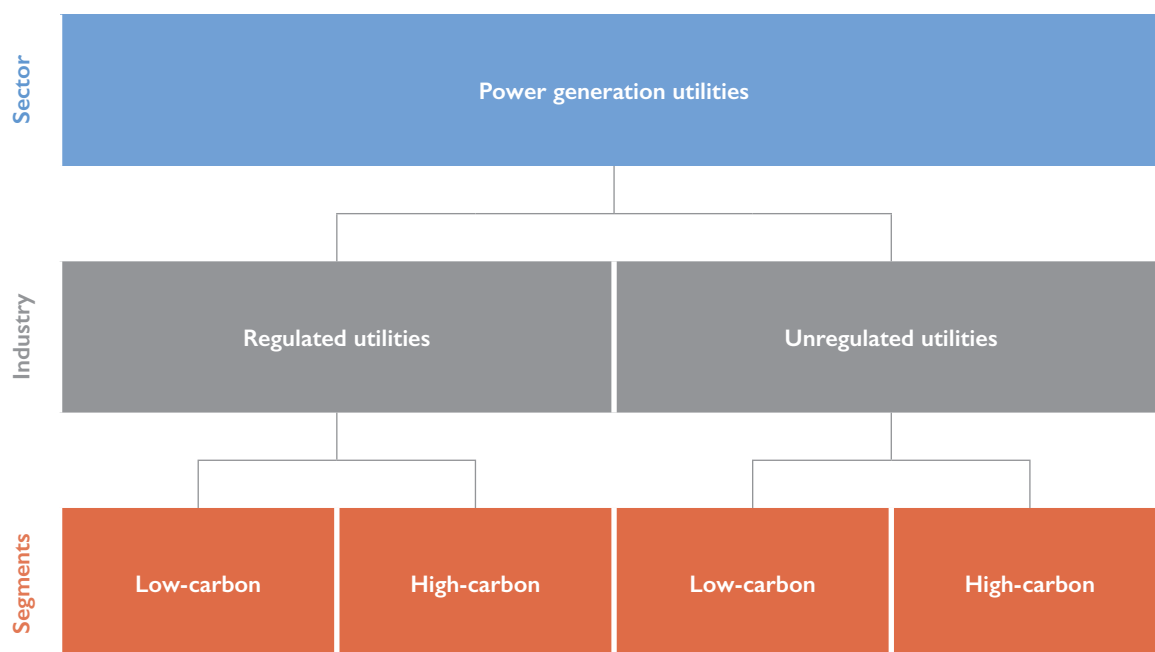 Sector
Power generation utilities
Industry
Regulated utilities
Unregulated utilities
Segments
Low-carbon
High-carbon
Low-carbon
High-carbon